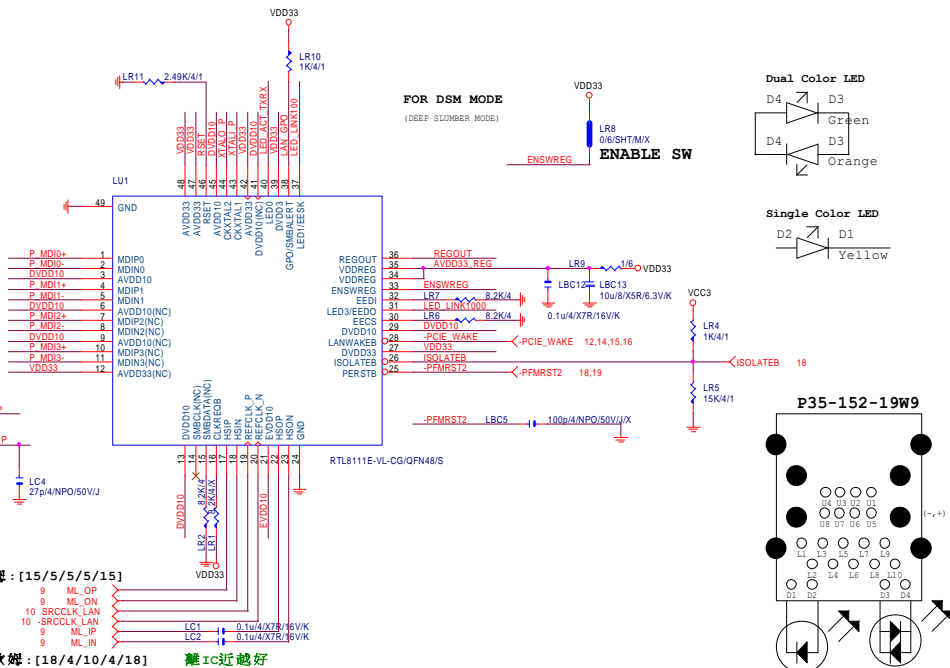 VDD33
LR10
1K/4/1
LR11 2.49K/4/1
VDD33
VDD33
RSET
DVDD10
XTALO_P
XTALI_P
VDD33
DVDD10
LED_ACT_TXRX
VDD33
LAN_GPO
LED_LINK100
48 47 46 45 44 43 42 41 40 39 38 37
AVDD33
AVDD33
RSET
AVDD10
CKXTAL2
CKXTAL1
AVDD33
DVDD10(NC)
LED0
DVDD33
GPO/SMBALERT
LED1/EESK
FOR DSM MODE
(DEEP SLUMBER MODE)
VDD33
LR8
0/6/SHT/M/X
ENSWREG
ENABLE SW
Dual Color LED
D4 D3
Green
D4 D3
Orange
Single Color LED
D2 D1
Yellow
LU1
49 GND
P_MDI0+ 1 MDIP0
P_MDI0- 2 MDIN0
DVDD10 3 AVDD10
P_MDI1+ 4 MDIP1
P_MDI1- 5 MDIN1
DVDD10 6 AVDD10(NC)
P_MDI2+ 7 MDIP2(NC)
P_MDI2- 8 MDIN2(NC)
DVDD10 9 AVDD10(NC)
P_MDI3+ 10 MDIP3(NC)
P_MDI3- 11 MDIN3(NC)
VDD33 12 AVDD33(NC)
REGOUT 36 REGOUT
VDDREG 35 AVDD33_REG
VDDREG 34
ENSWREG 33 ENSWREG
EEDI 32 LR7 8.2K/4
LED3/EEDO 31 LED_LINK1000
EECS 30 LR6 8.2K/4
DVDD10 29 DVDD10
LANWAKEB 28 -PCIE_WAKE -PCIE_WAKE 12,14,15,16
DVDD33 27 VDD33
ISOLATEB 26 ISOLATEB ISOLATEB 18
PERSTB 25 -PFMRST2 -PFMRST2 18,19
LR9 1/6 VDD33
LBC12 LBC13
10u/8/X5R/6.3V/K
0.1u/4/X7R/16V/K
VCC3
LR4
1K/4/1
LR5
15K/4/1
-PFMRST2 LBC5 100p/4/NPO/50V/J/X
DVDD10
SMBCLK(NC)
SMBDATA(NC)
CLKREQB
HSIP
HSIN
REFCLK_P
REFCLK_N
EVDD10
HSOP
HSON
GND
13 14 15 16 17 18 19 20 21 22 23 24
RTL8111E-VL-CG/QFN48/S
DVDD10
8.2K/4
8.2K/4/X
LR2
LR1
EVDD10
VDD33
P
LC4
27p/4/NPO/50V/J
:[15/5/5/5/15]
9 ML_OP
9 ML_ON
10 SRCCLK_LAN
10 -SRCCLK_LAN
9 ML_IP LC1 0.1u/4/X7R/16V/K
9 ML_IN LC2 0.1u/4/X7R/16V/K
姆:[18/4/10/4/18] 離IC近越好
P35-152-19W9
U4 U3 U2 U1
U8 U7 U6 U5
(-,+)
L1 L3 L5 L7 L9
L2 L4 L6 L8 L10
D1 D2 D3 D4